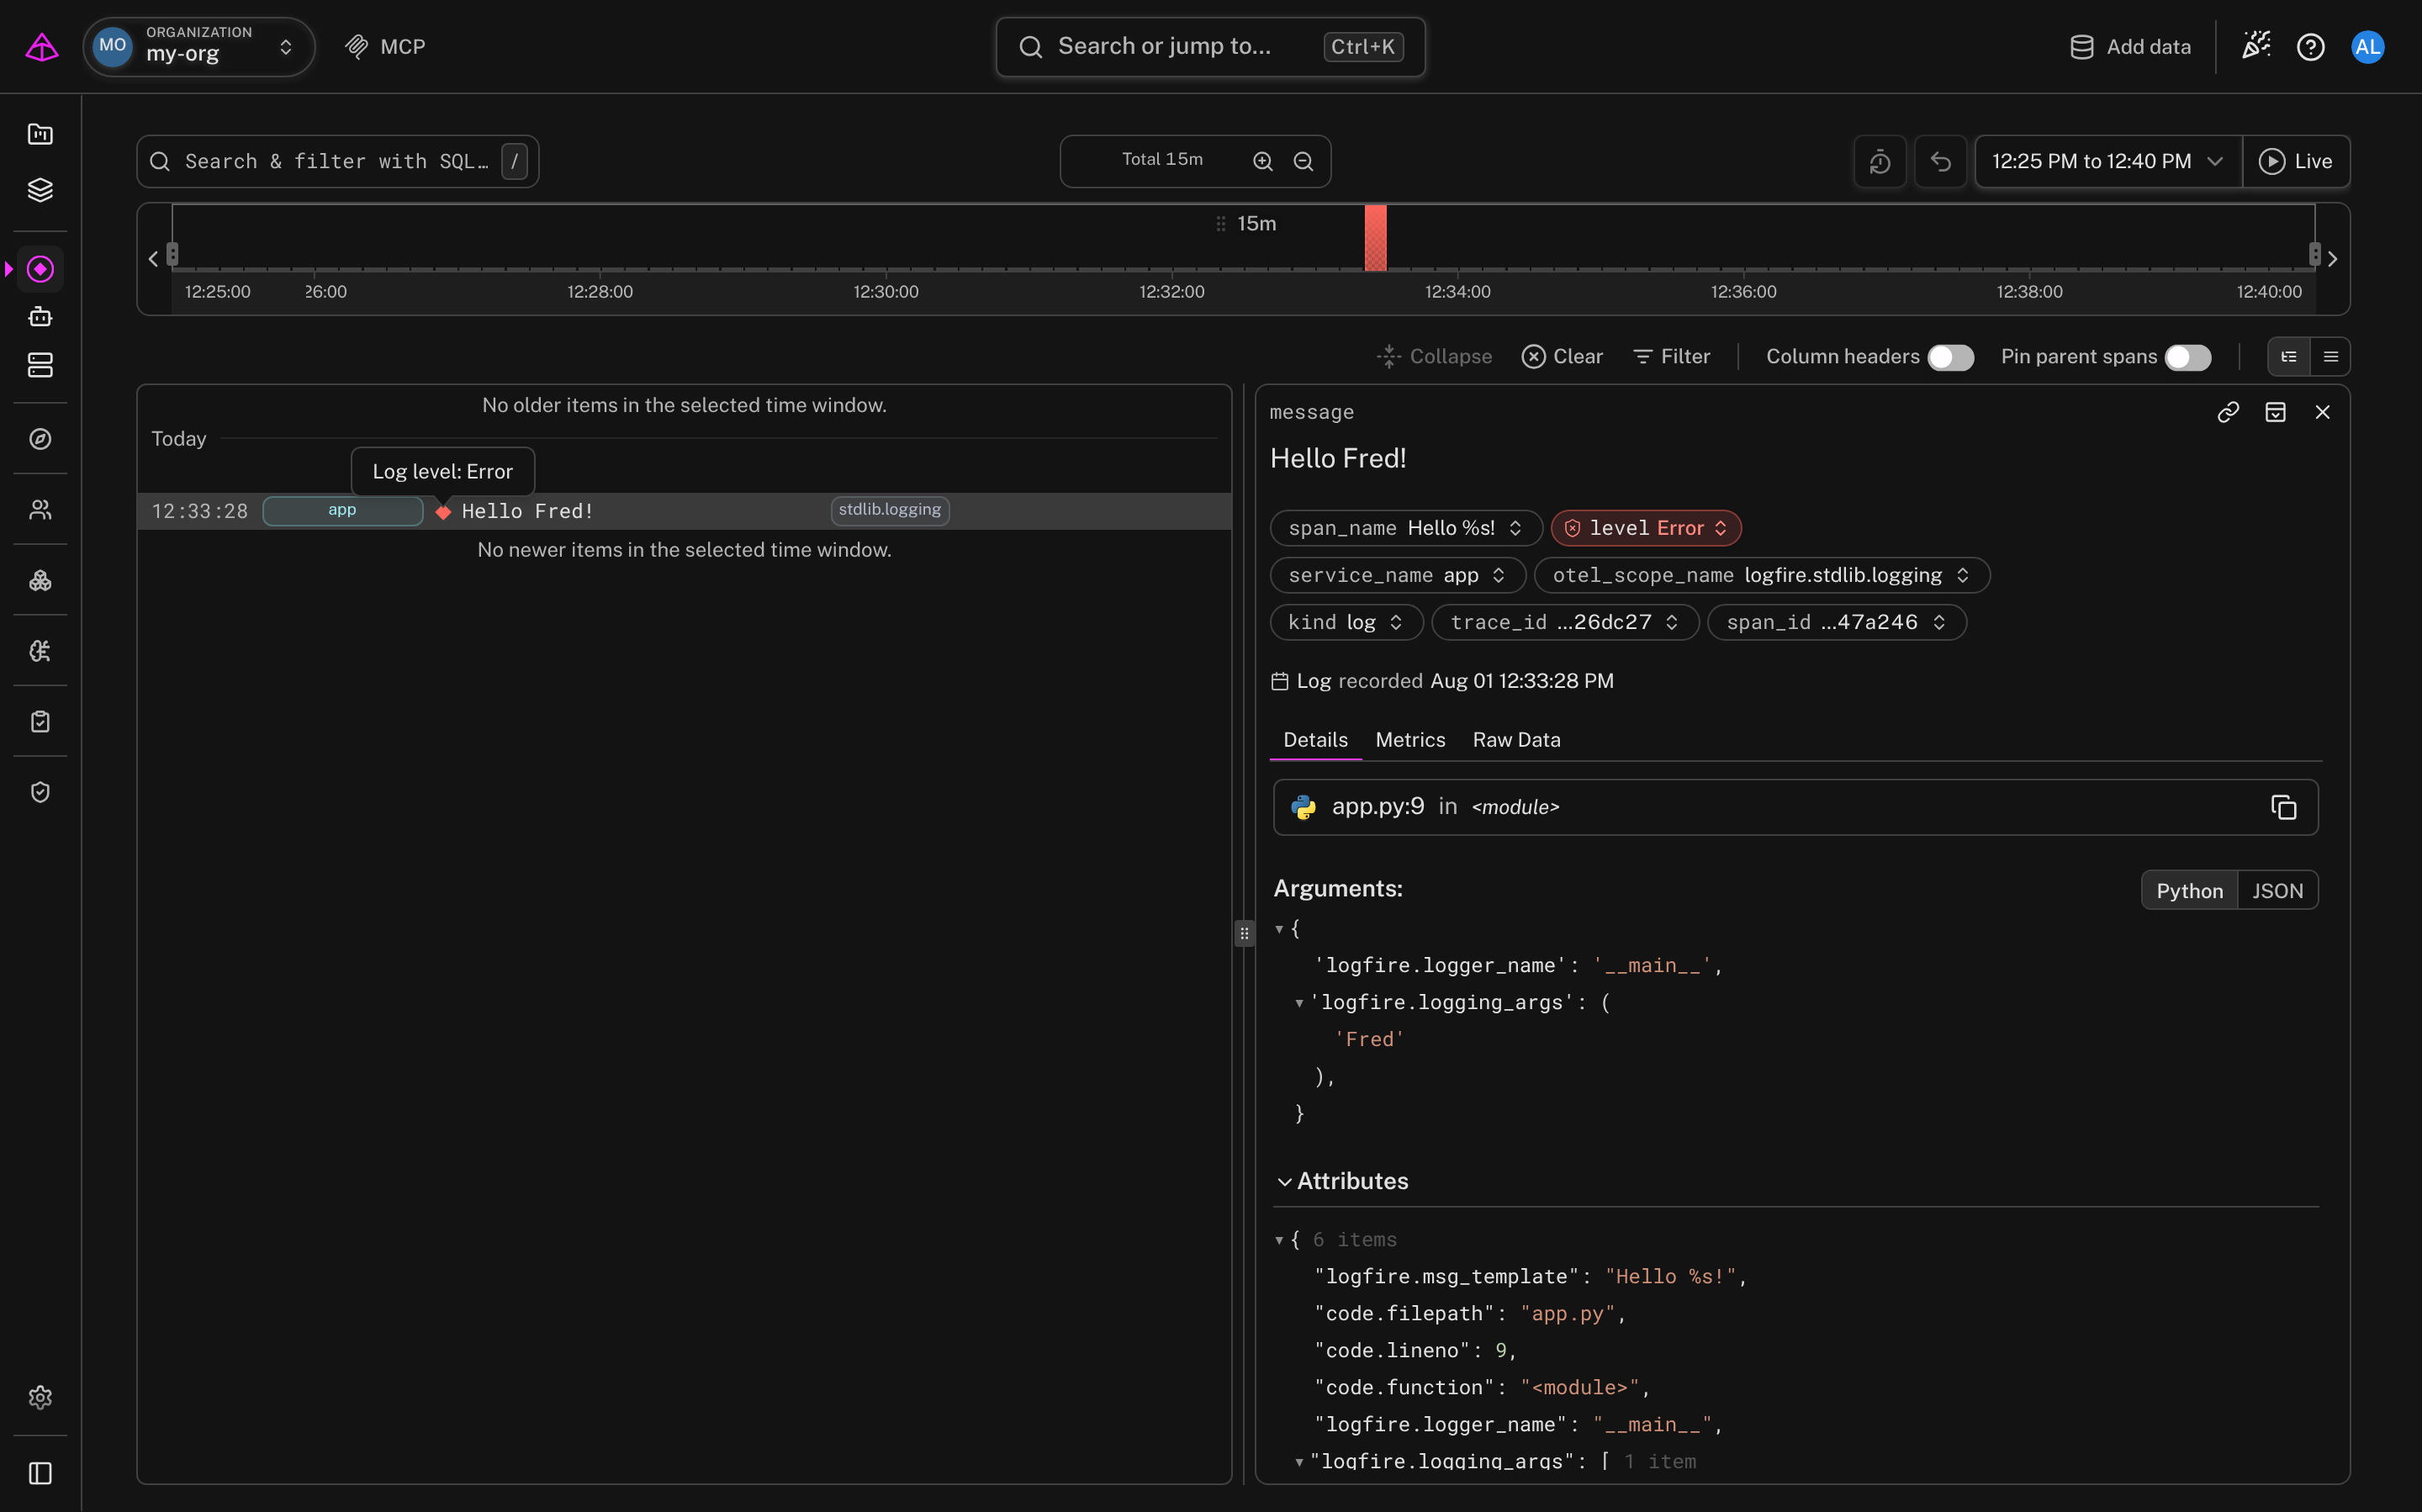 MO
ORGANIZATION
my-org
MCP
Search or jump to...
Ctrl+K
Add data
AL
Search & filter with SQL…
/
Total 15m
12:25 PM to 12:40 PM
Live
15m
12:25:00
26:00
12:28:00
12:30:00
12:32:00
12:34:00
12:36:00
12:38:00
12:40:00
Collapse
Clear
Filter
Column headers
Pin parent spans
No older items in the selected time window.
Today
Log level: Error
12:33:28 app Hello Fred! stdlib.logging
No newer items in the selected time window.
message
Hello Fred!
span_name Hello %s! level Error
service_name app otel_scope_name logfire.stdlib.logging
kind log trace_id …26dc27 span_id …47a246
Log recorded Aug 01 12:33:28 PM
Details Metrics Raw Data
app.py:9 in <module>
Arguments:
Python JSON
{
'logfire.logger_name': '__main__',
'logfire.logging_args': (
'Fred'
),
}
Attributes
{ 6 items
"logfire.msg_template": "Hello %s!",
"code.filepath": "app.py",
"code.lineno": 9,
"code.function": "<module>",
"logfire.logger_name": "__main__",
"logfire.logging_args": [ 1 item